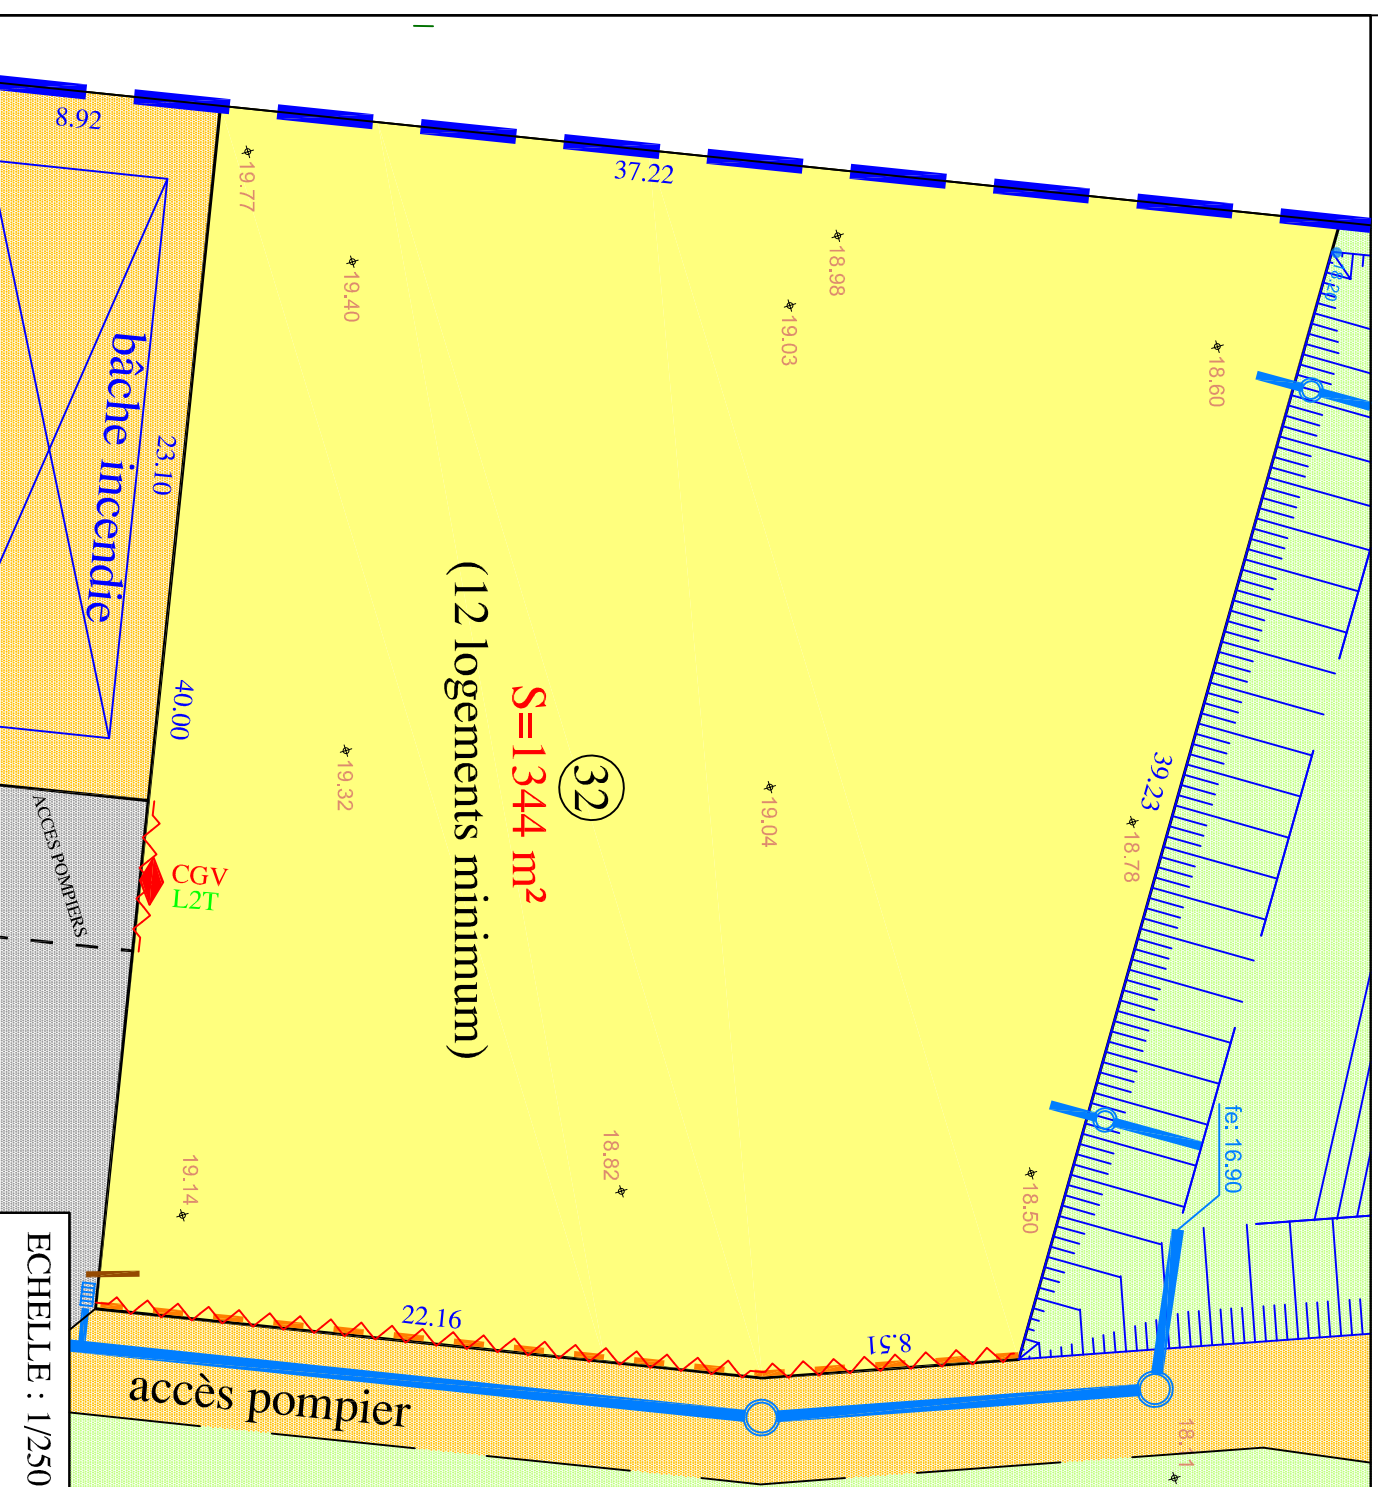 8.92
37.22
19.77
19.40
18.98
19.03
18.60
18.20
bâche incendie
23.10
40.00
39.23
32
S=1344 m²
(12 logements minimum)
19.32
19.04
18.78
ACCES POMPIERS
CGV
L2T
19.14
18.82
18.50
fe: 16.90
22.16
8.51
accès pompier
ECHELLE : 1/250